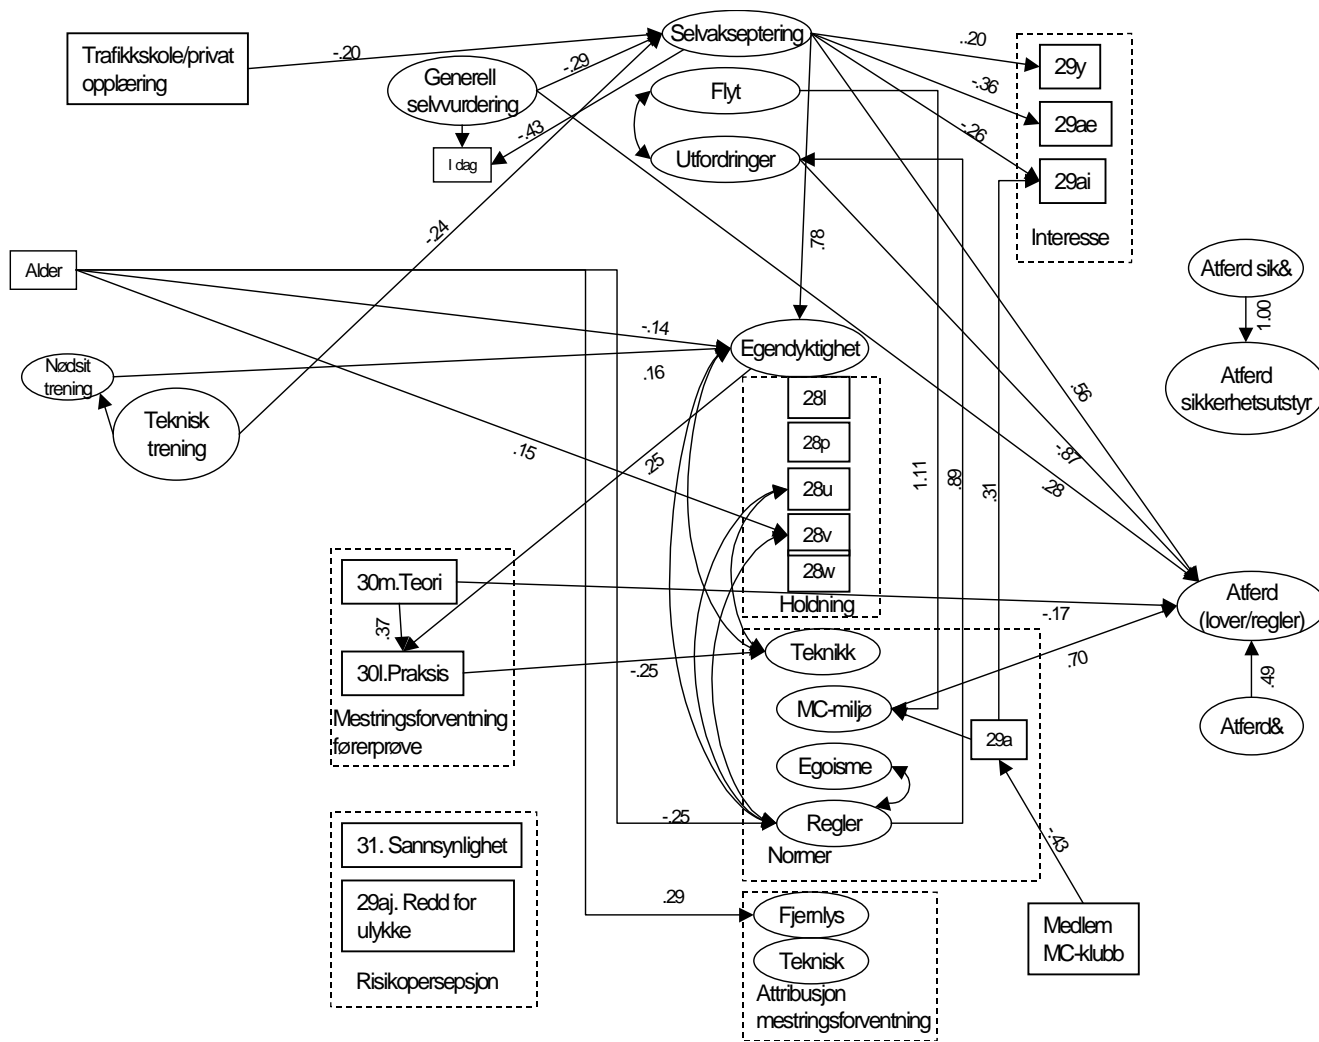 Trafikkskole/privat
opplæring
-.20
Selvakseptering
..20
29y
Generell
selvvurdering
-.29
Flyt
-.36
29ae
-.43
I dag
Utfordringer
-.26
29ai
Interesse
-.24
.78
Alder
Atferd sik&
1.00
-.14
Egendyktighet
Nødsit
trening
.16
Atferd
sikkerhetsutstyr
Teknisk
trening
28l
.56
28p
.15
.25
28u
1.11
.89
.31
-.87
.28
28v
28w
Holdning
30m.Teori
-.17
Atferd
(lover/regler)
.37
30l.Praksis
-.25
Teknikk
.70
.49
Mestringsforventning
førerprøve
MC-miljø
29a
Atferd&
Egoisme
-.25
Regler
Normer
-.43
31. Sannsynlighet
29aj. Redd for
ulykke
Risikopersepsjon
.29
Fjernlys
Medlem
MC-klubb
Teknisk
Attribusjon
mestringsforventning